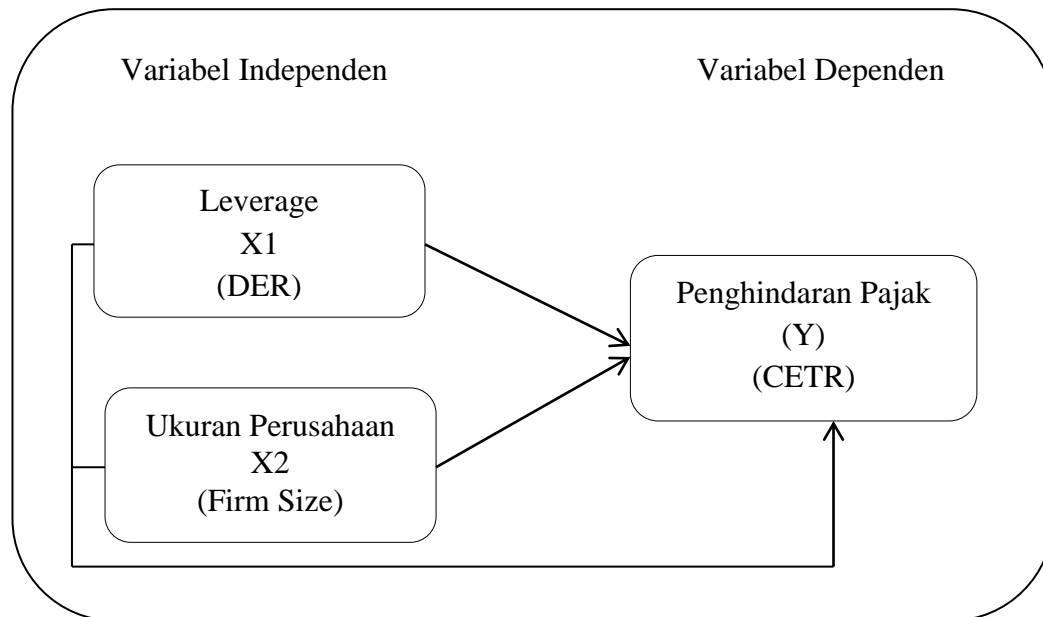 Variabel Independen
Variabel Dependen
Leverage
X1
(DER)
Penghindaran Pajak
(Y)
(CETR)
Ukuran Perusahaan
X2
(Firm Size)